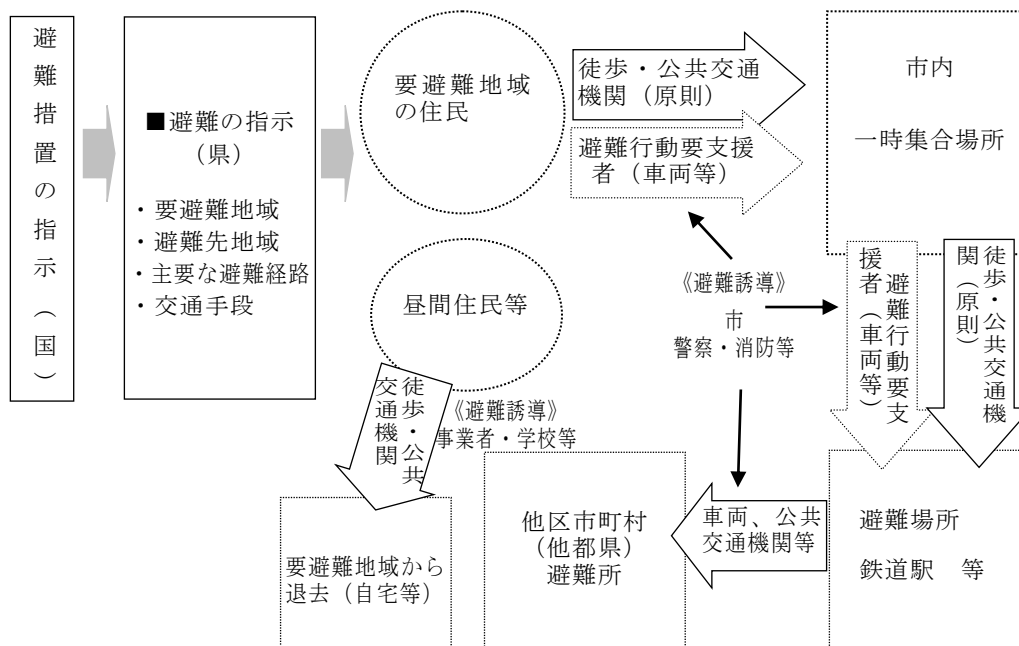 避難措置の指示（国）
■避難の指示
（県）
・要避難地域
・避難先地域
・主要な避難経路
・交通手段
要避難地域
の住民
徒歩・公共交通
機関（原則）
避難行動要支援
者（車両等）
市内
一時集合場所
昼間住民等
《避難誘導》
市
警察・消防等
避難行動要支
援者（車両等）
徒歩・公共交通機
関（原則）
徒歩・公共
交通機関
《避難誘導》
事業者・学校等
要避難地域から
退去（自宅等）
他区市町村
（他都県）
避難所
車両、公共
交通機関等
避難場所
鉄道駅　等